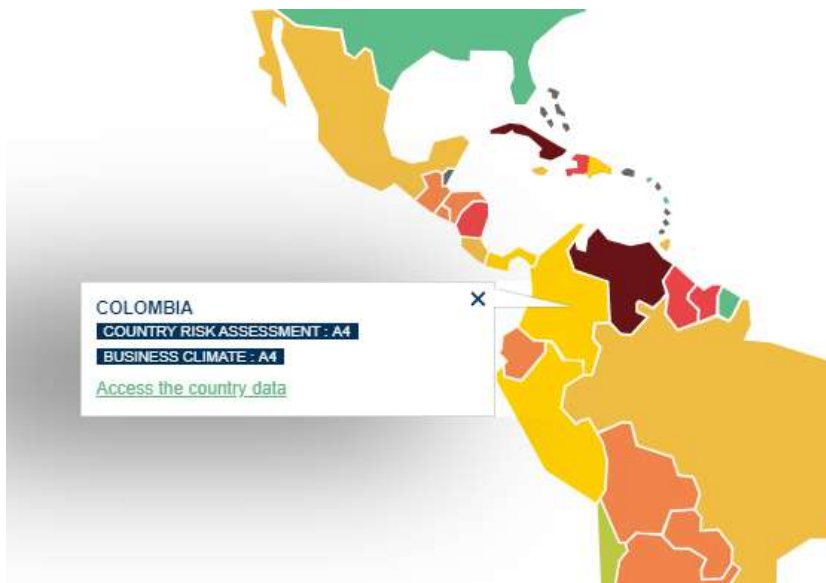 COLOMBIA
COUNTRY RISK ASSESSMENT : A4
BUSINESS CLIMATE : A4
Access the country data